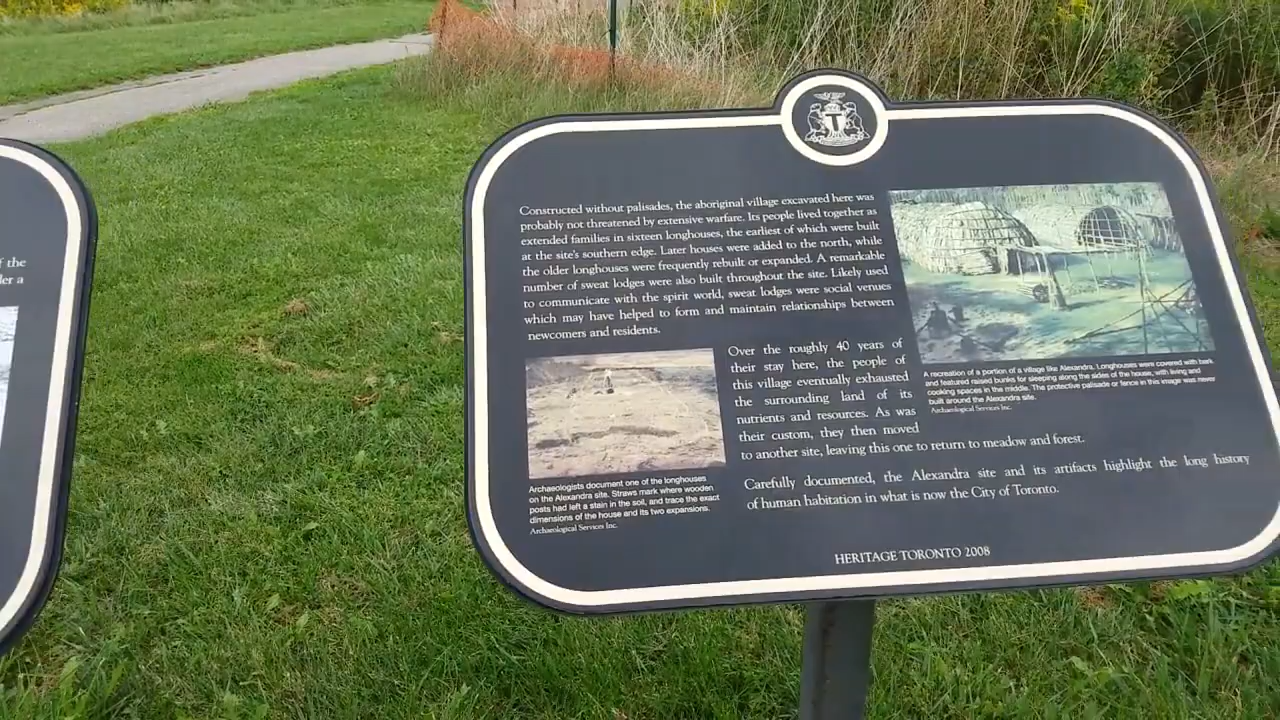 f the
ler a
T
Constructed without palisades, the aboriginal village excavated here was
probably not threatened by extensive warfare. Its people lived together as
extended families in sixteen longhouses, the earliest of which were built
at the site's southern edge. Later houses were added to the north, while
the older longhouses were frequently rebuilt or expanded. A remarkable
number of sweat lodges were also built throughout the site. Likely used
to communicate with the spirit world, sweat lodges were social venues
which may have helped to form and maintain relationships between
newcomers and residents.
A recreation of a portion of a village like Alexandra. Longhouses were covered with bark
and featured raised bunks for sleeping along the sides of the house, with living and
cooking spaces in the middle. The protective palisade or fence in this image was never
built around the Alexandra site.
Archaeological Services Inc.
Over the roughly 40 years of
their stay here, the people of
this village eventually exhausted
the surrounding land of its
nutrients and resources. As was
their custom, they then moved
to another site, leaving this one to return to meadow and forest.
Archaeologists document one of the longhouses
on the Alexandra site. Straws mark where wooden
posts had left a stain in the soil, and trace the exact
dimensions of the house and its two expansions.
Archaeological Services Inc.
Carefully documented, the Alexandra site and its artifacts highlight the long history
of human habitation in what is now the City of Toronto.
HERITAGE TORONTO 2008